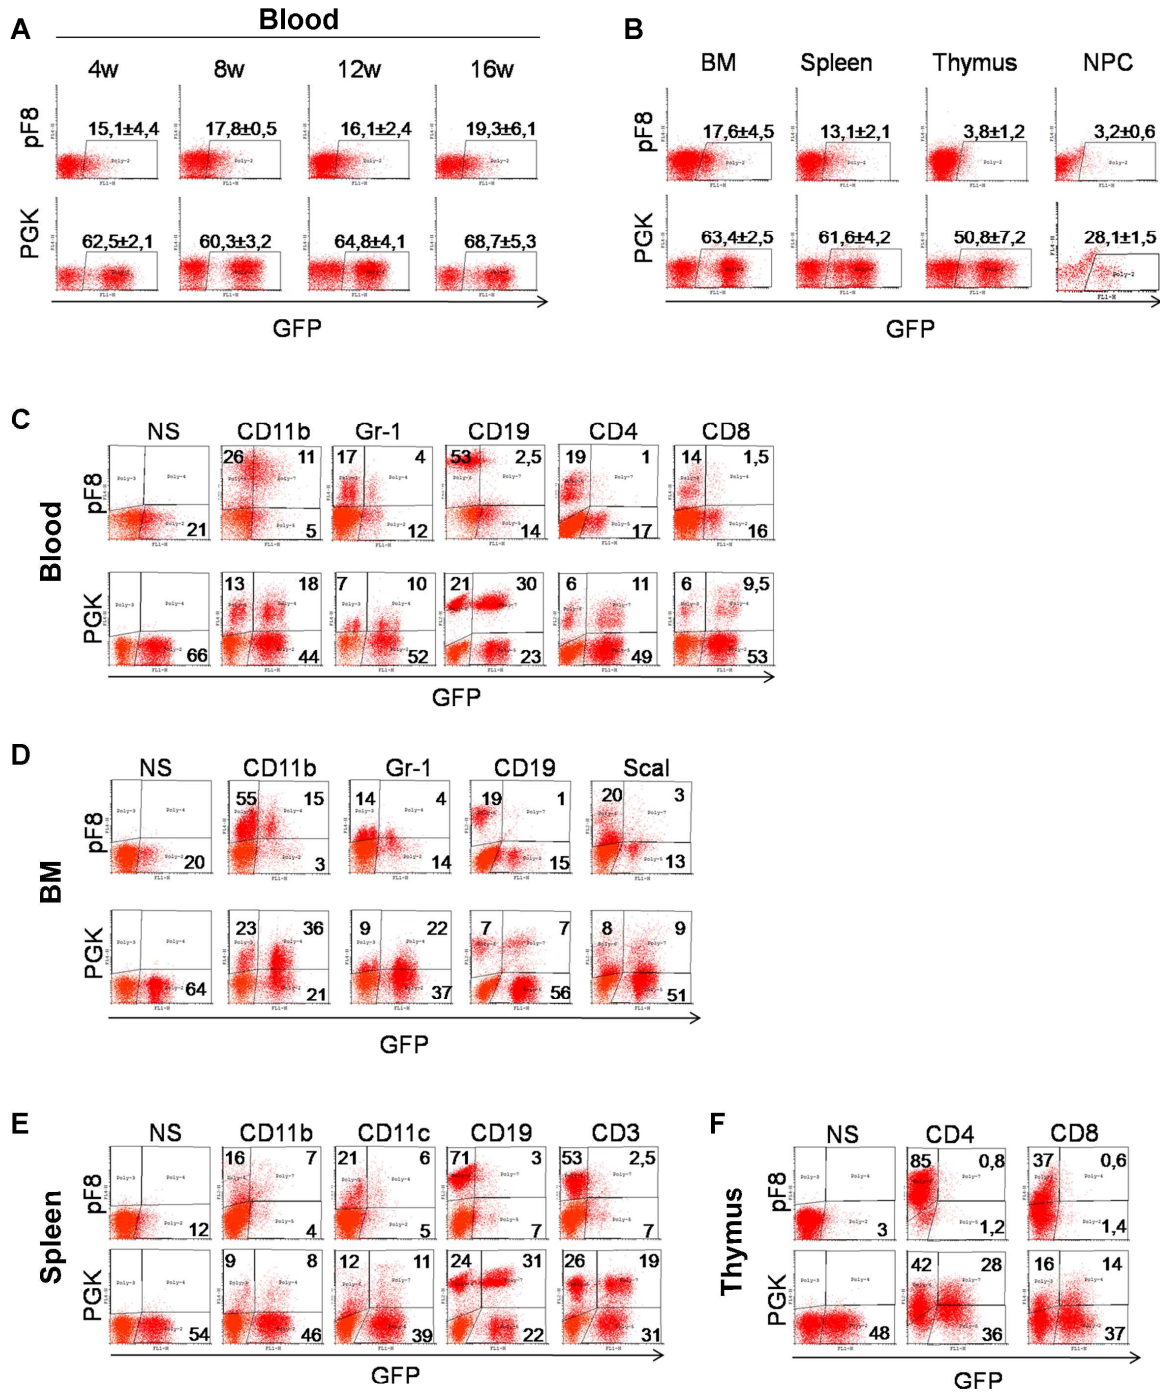 A
Blood
4w 8w 12w 16w
pF8
15,1±4,4 17,8±0,5 16,1±2,4 19,3±6,1
PGK
62,5±2,1 60,3±3,2 64,8±4,1 68,7±5,3
GFP
B
BM Spleen Thymus NPC
pF8
17,6±4,5 13,1±2,1 3,8±1,2 3,2±0,6
PGK
63,4±2,5 61,6±4,2 50,8±7,2 28,1±1,5
GFP
C
NS CD11b Gr-1 CD19 CD4 CD8
Blood
pF8
26 11 17 4 53 2,5 19 1 14 1,5
21 5 12 14 17 16
PGK
13 18 7 10 21 30 6 11 6 9,5
66 44 52 23 49 53
GFP
D
NS CD11b Gr-1 CD19 Scal
BM
pF8
55 15 14 4 19 1 20 3
20 3 14 15 13
PGK
23 36 9 22 7 7 8 9
64 21 37 56 51
GFP
E
NS CD11b CD11c CD19 CD3
Spleen
pF8
16 7 21 6 71 3 53 2,5
12 4 5 7 7
PGK
9 8 12 11 24 31 26 19
54 46 39 22 31
GFP
F
NS CD4 CD8
Thymus
pF8
85 0,8 37 0,6
3 1,2 1,4
PGK
42 28 16 14
48 36 37
GFP